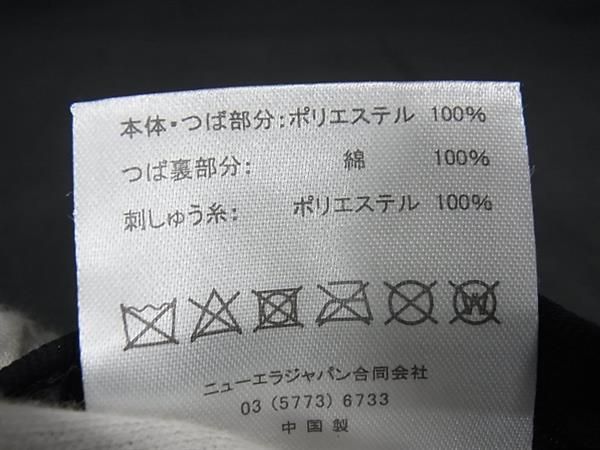 本体・つば部分:ポリエステル 100%
つば裏部分: 綿 100%
刺しゅう糸: ポリエステル 100%
W
ニューエラジャパン合同会社
03 (5773) 6733
中国製